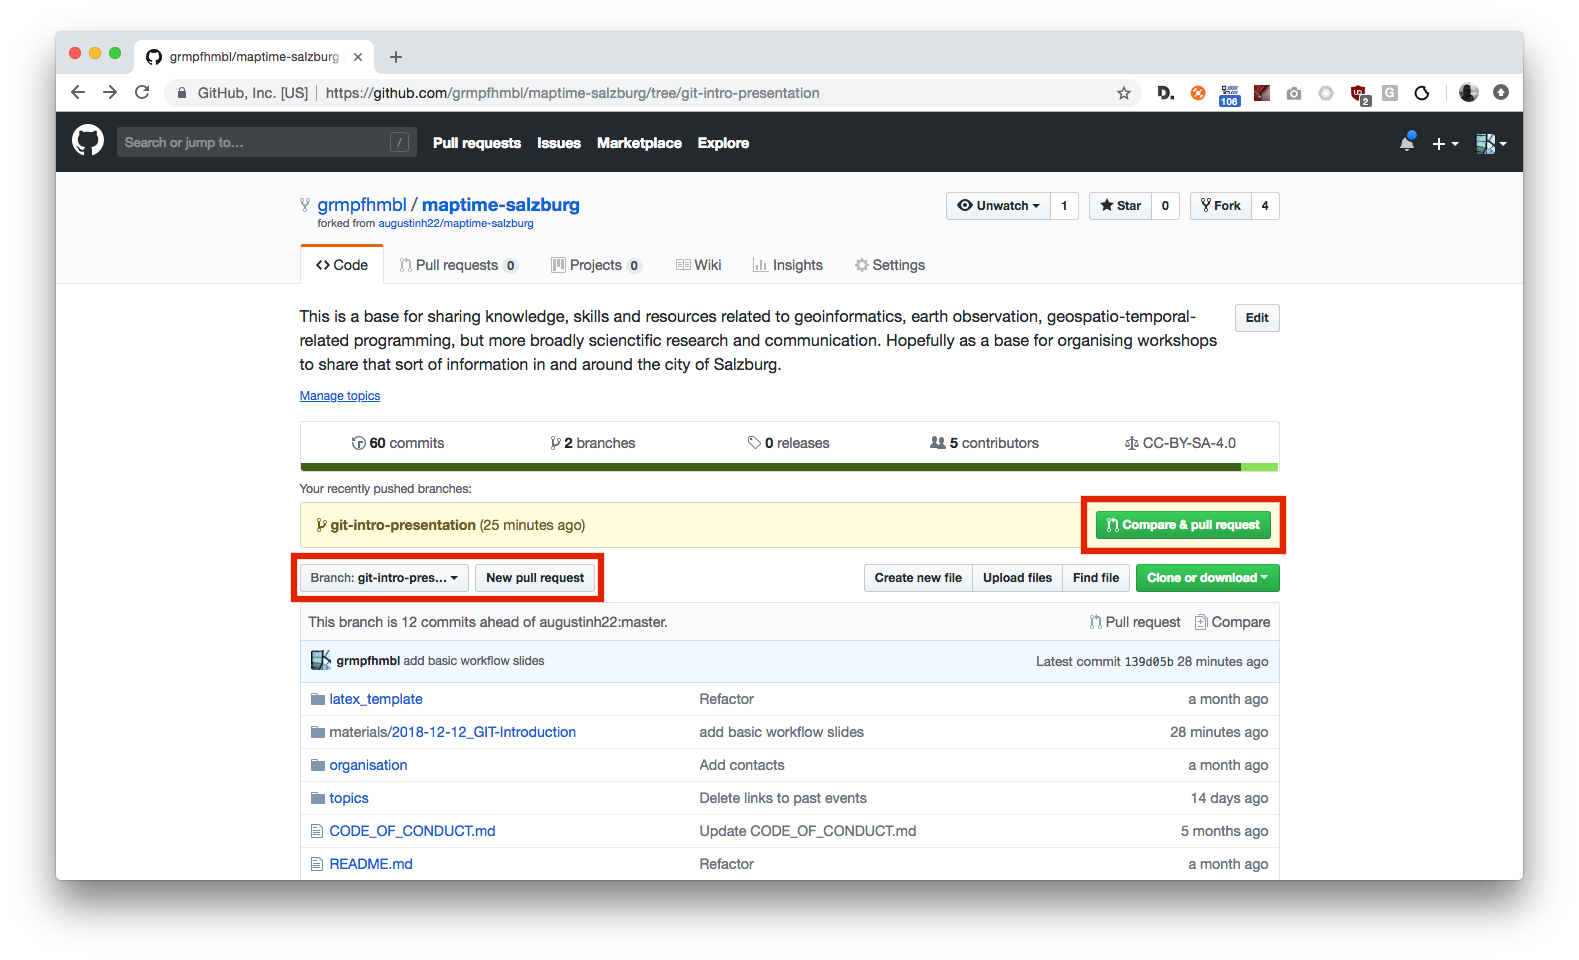 grmpfhmbl/maptime-salzburg
GitHub, Inc. [US] | https://github.com/grmpfhmbl/maptime-salzburg/tree/git-intro-presentation
D.
106
2
G
Search or jump to...
/
Pull requests Issues Marketplace Explore
grmpfhmbl / maptime-salzburg
Unwatch 1 Star 0 Fork 4
forked from augustinh22/maptime-salzburg
Code Pull requests 0 Projects 0 Wiki Insights Settings
This is a base for sharing knowledge, skills and resources related to geoinformatics, earth observation, geospatio-temporal-
related programming, but more broadly scienctific research and communication. Hopefully as a base for organising workshops
to share that sort of information in and around the city of Salzburg.
Edit
Manage topics
60 commits 2 branches 0 releases 5 contributors CC-BY-SA-4.0
Your recently pushed branches:
git-intro-presentation (25 minutes ago) Compare & pull request
Branch: git-intro-pres... New pull request Create new file Upload files Find file Clone or download
This branch is 12 commits ahead of augustinh22:master. Pull request Compare
grmpfhmbl add basic workflow slides Latest commit 139d05b 28 minutes ago
latex_template Refactor a month ago
materials/2018-12-12_GIT-Introduction add basic workflow slides 28 minutes ago
organisation Add contacts a month ago
topics Delete links to past events 14 days ago
CODE_OF_CONDUCT.md Update CODE_OF_CONDUCT.md 5 months ago
README.md Refactor a month ago